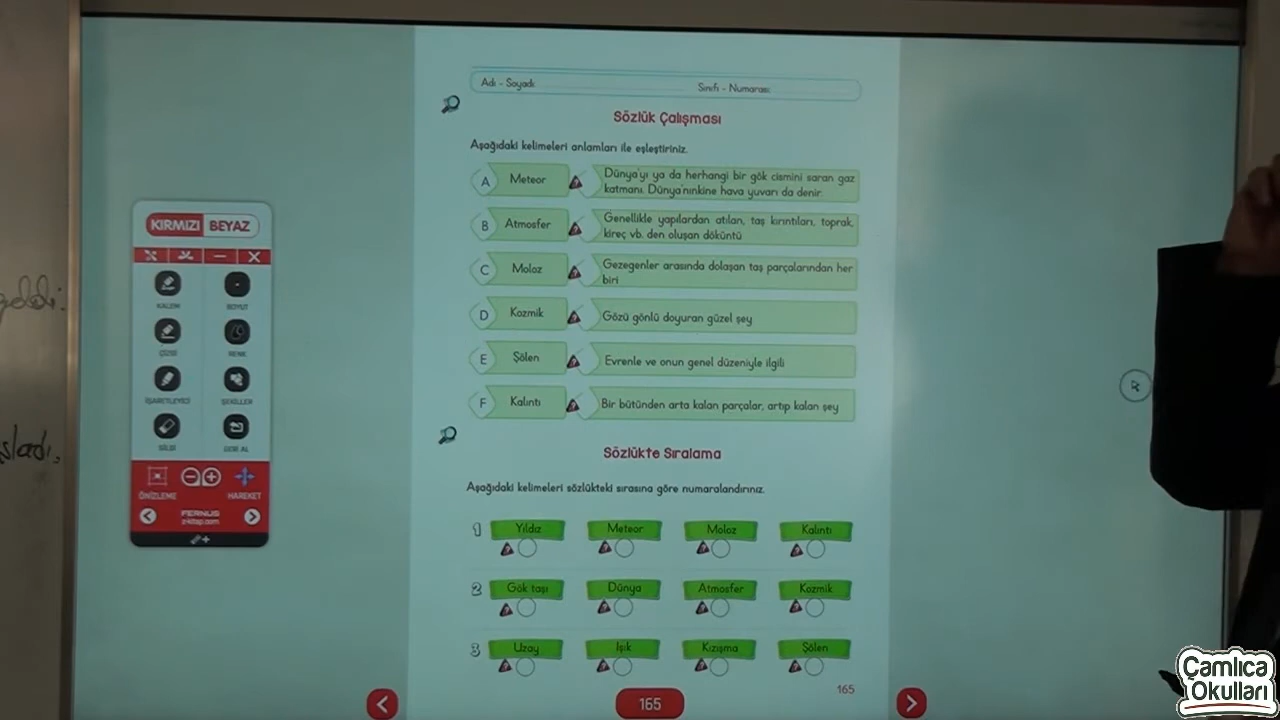 Adı - Soyadı:
Sınıfı - Numarası:
Sözlük Çalışması
Aşağıdaki kelimeleri anlamları ile eşleştiriniz.
A Meteor
Dünya'yı ya da herhangi bir gök cismini saran gaz
katmanı. Dünya'nınkine hava yuvarı da denir.
B Atmosfer
Genellikle yapılardan atılan, taş kırıntıları, toprak,
kireç vb. den oluşan döküntü
C Moloz
Gezegenler arasında dolaşan taş parçalarından her
biri
D Kozmik
Gözü gönlü doyuran güzel şey
E Şölen
Evrenle ve onun genel düzeniyle ilgili
F Kalıntı
Bir bütünden arta kalan parçalar, artıp kalan şey
Sözlükte Sıralama
Aşağıdaki kelimeleri sözlükteki sırasına göre numaralandırınız.
1 Yıldız Meteor Moloz Kalıntı
2 Gök taşı Dünya Atmosfer Kozmik
3 Uzay Işık Kızışma Şölen
165
165
KIRMIZI BEYAZ
KALEM BOYUT
ÇİZGİ RENK
İŞARETLEYİCİ ŞEKİLLER
SİLGİ GERİ AL
ÖNİZLEME HAREKET
FERNUS
z-kitap.com
Çamlıca
Okulları